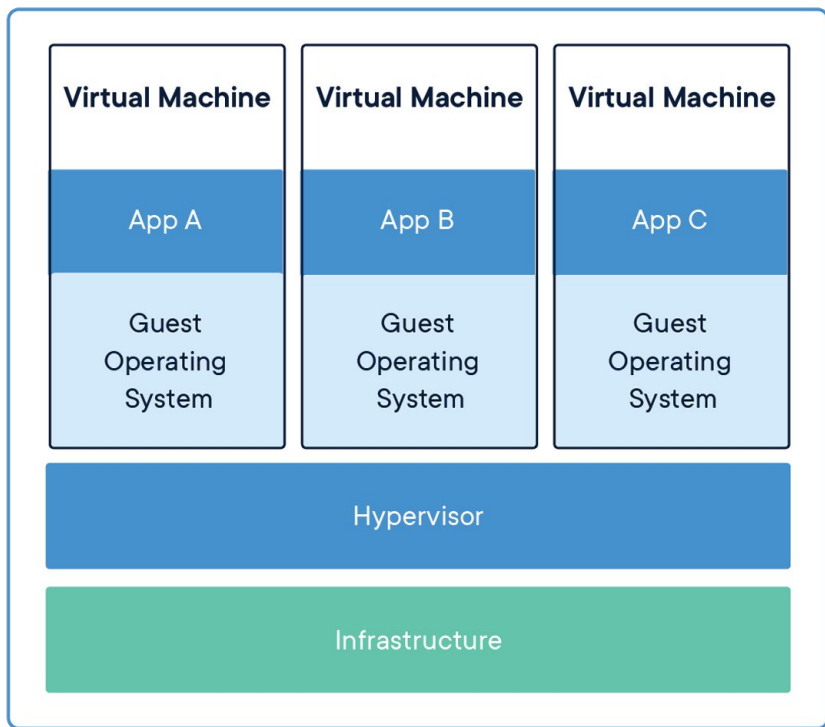 Virtual Machine
Virtual Machine
Virtual Machine
App A
App B
App C
Guest
Operating
System
Guest
Operating
System
Guest
Operating
System
Hypervisor
Infrastructure